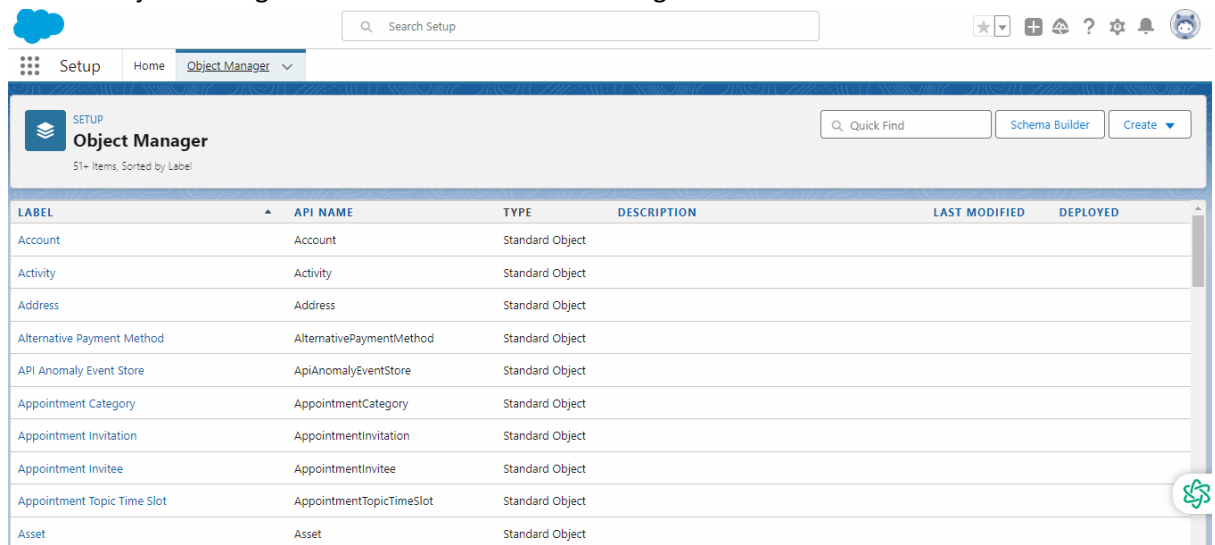 Search Setup
Setup Home Object Manager
SETUP
Object Manager
51+ Items, Sorted by Label
Quick Find Schema Builder Create
LABEL API NAME TYPE DESCRIPTION LAST MODIFIED DEPLOYED
Account Account Standard Object
Activity Activity Standard Object
Address Address Standard Object
Alternative Payment Method AlternativePaymentMethod Standard Object
API Anomaly Event Store ApiAnomalyEventStore Standard Object
Appointment Category AppointmentCategory Standard Object
Appointment Invitation AppointmentInvitation Standard Object
Appointment Invitee AppointmentInvitee Standard Object
Appointment Topic Time Slot AppointmentTopicTimeSlot Standard Object
Asset Asset Standard Object